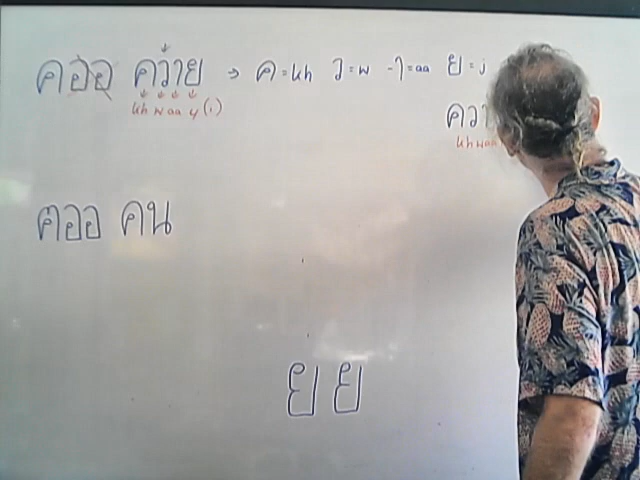 คออ ควาย → ค = kh ว = w -า = aa ย = j
kh w aa y (i)
ควา
kh w aa
ฅออ คน
ย ย